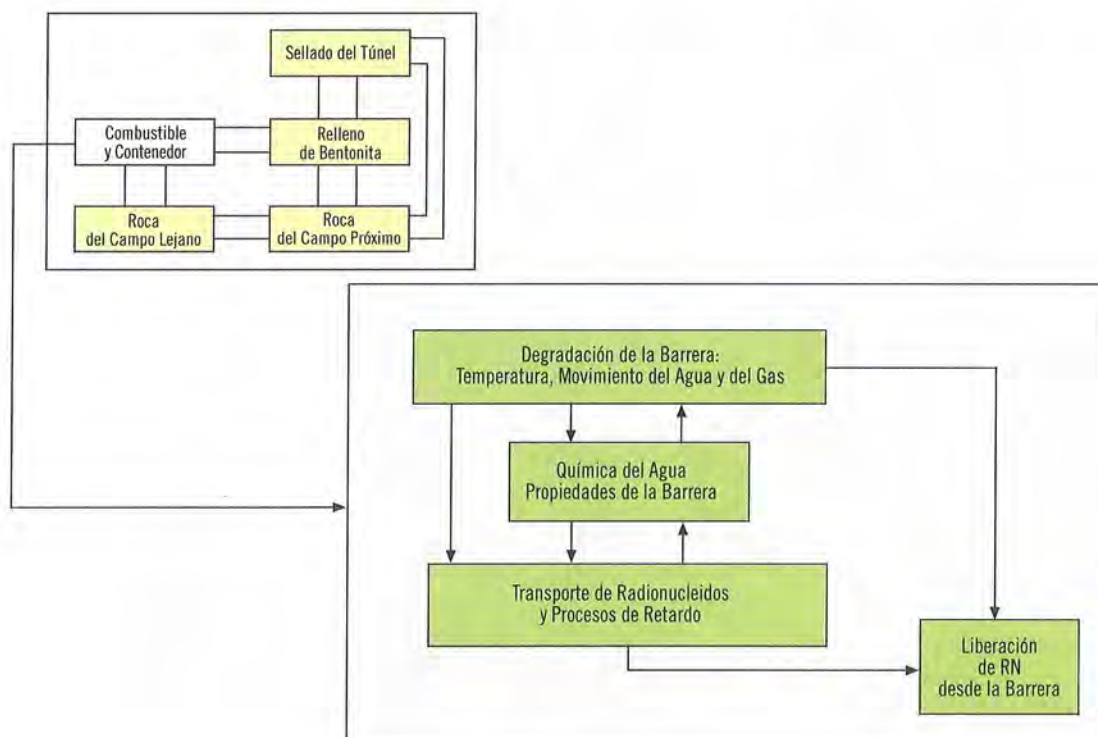 Sellado del Túnel
Combustible
y Contenedor
Relleno
de Bentonita
Roca
del Campo Lejano
Roca
del Campo Próximo
Degradación de la Barrera:
Temperatura, Movimiento del Agua y del Gas
Química del Agua
Propiedades de la Barrera
Transporte de Radionucleidos
y Procesos de Retardo
Liberación
de RN
desde la Barrera